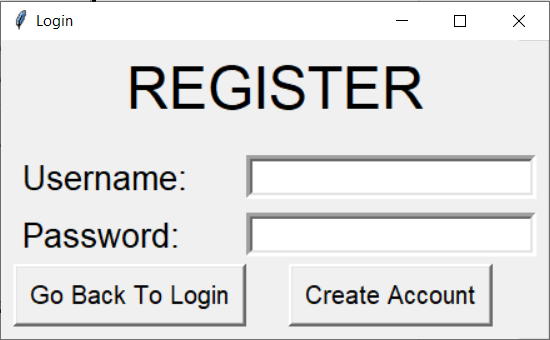 Login
REGISTER
Username:
Password:
Go Back To Login Create Account